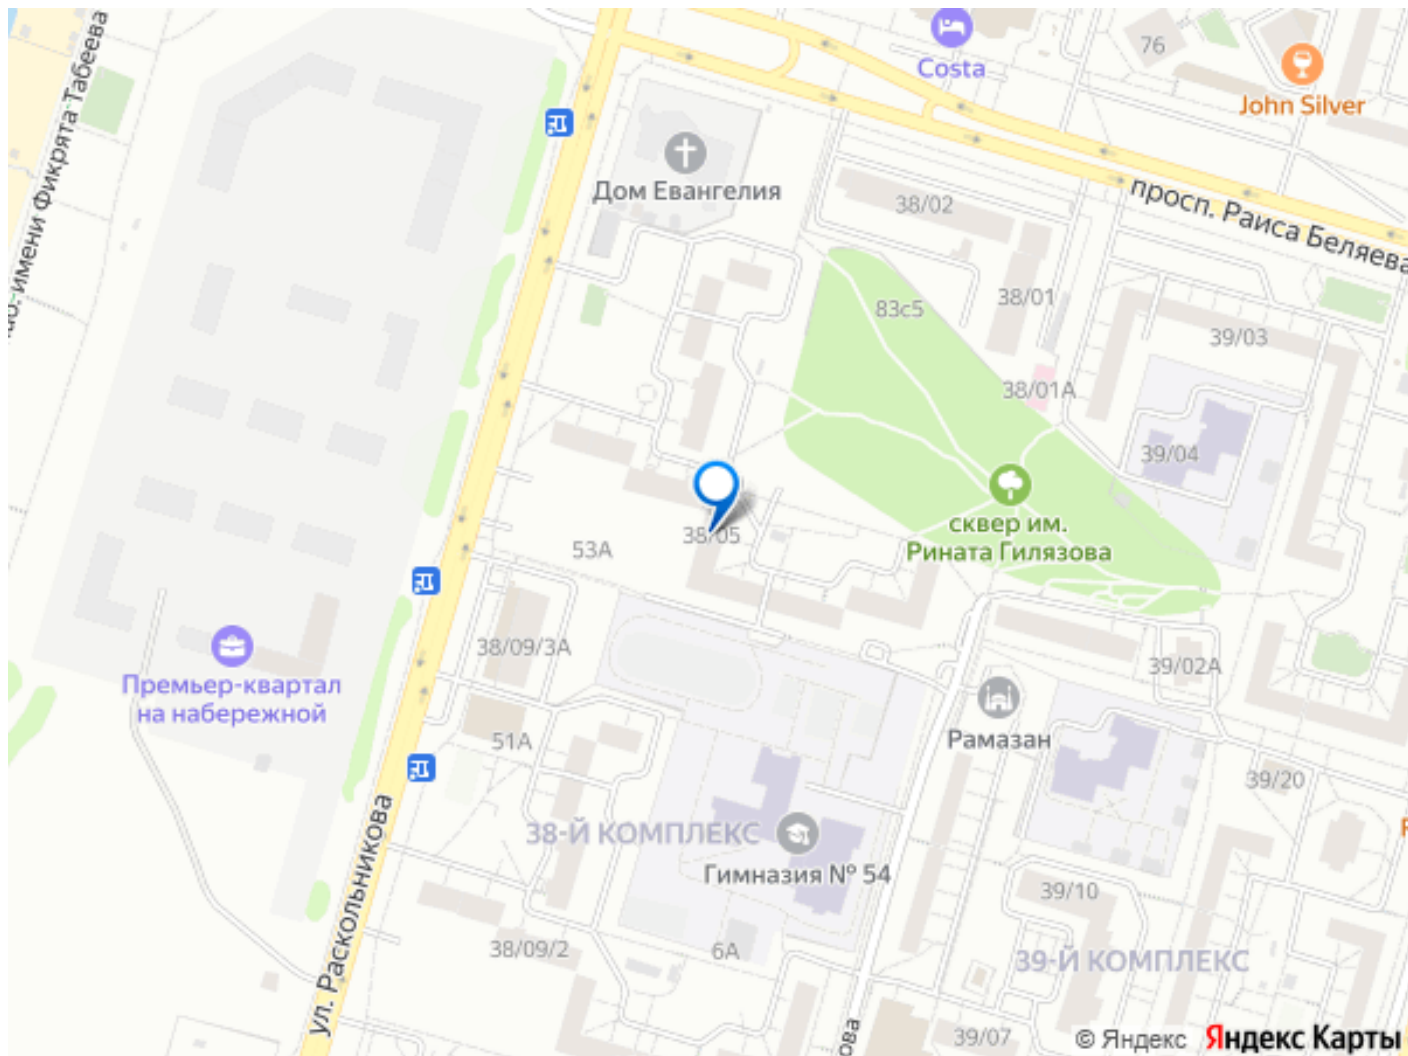 76
Costa
John Silver
имени Фикрята Табеева
Дом Евангелия
38/02
просп. Раиса Беляева
83с5
38/01
39/03
38/01А
39/04
сквер им.
Рината Гилязова
38/05
53А
38/09/3А
39/02А
Премьер-квартал
на набережной
Рамазан
51А
39/20
38-Й КОМПЛЕКС
Гимназия № 54
39/10
ул. Раскольникова
38/09/2
6А
39-Й КОМПЛЕКС
39/07
© Яндекс Яндекс Карты